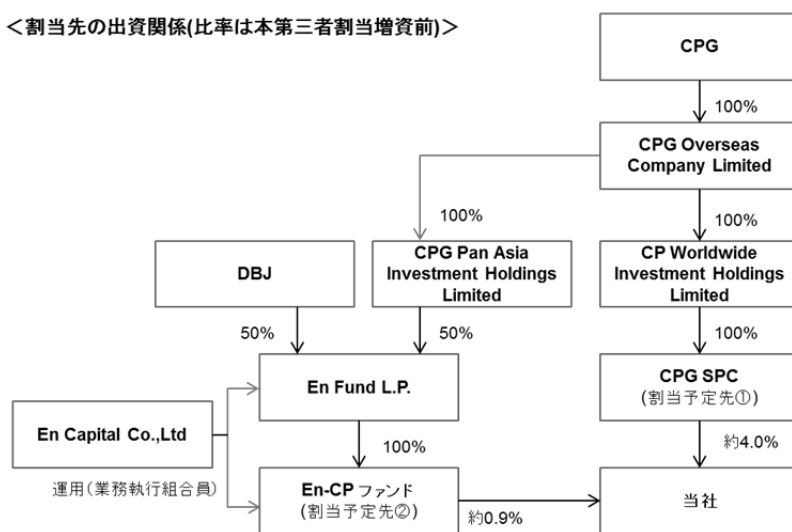 ＜割当先の出資関係(比率は本第三者割当増資前)＞
CPG
100%
CPG Overseas
Company Limited
100%
100%
DBJ
CPG Pan Asia
Investment Holdings
Limited
CP Worldwide
Investment Holdings
Limited
50%
50%
100%
En Fund L.P.
CPG SPC
(割当予定先①)
En Capital Co.,Ltd
100%
約4.0%
運用(業務執行組合員)
En-CP ファンド
(割当予定先②)
約0.9%
当社